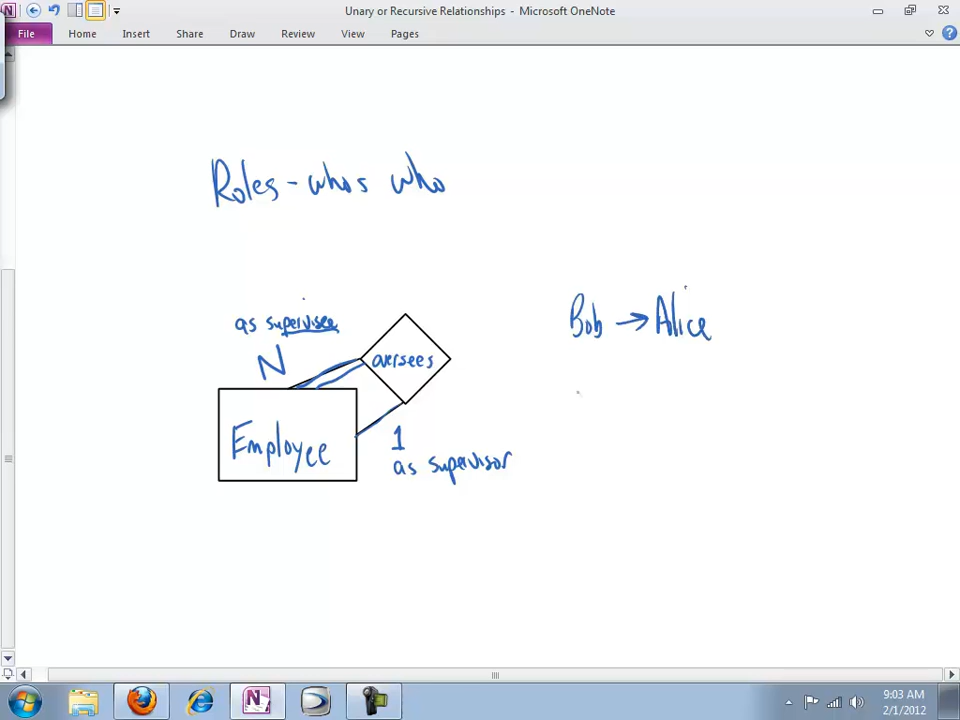 Unary or Recursive Relationships - Microsoft OneNote
File Home Insert Share Draw Review View Pages
Roles - whos who
as supervisee
N
oversees
Bob → Alice
Employee
1
as supervisor
9:03 AM
2/1/2012